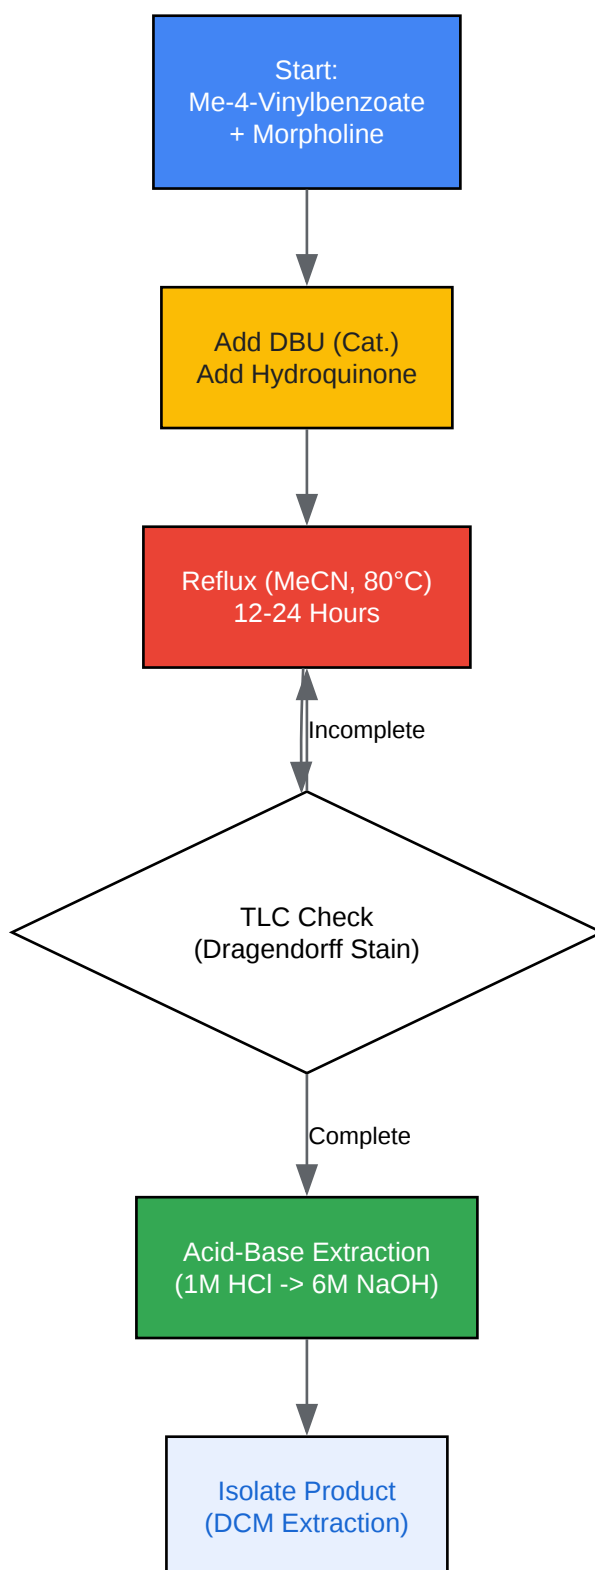 Start:
Me-4-Vinylbenzoate
+ Morpholine
Add DBU (Cat.)
Add Hydroquinone
Reflux (MeCN, 80°C)
12-24 Hours
Incomplete
TLC Check
(Dragendorff Stain)
Complete
Acid-Base Extraction
(1M HCl -> 6M NaOH)
Isolate Product
(DCM Extraction)